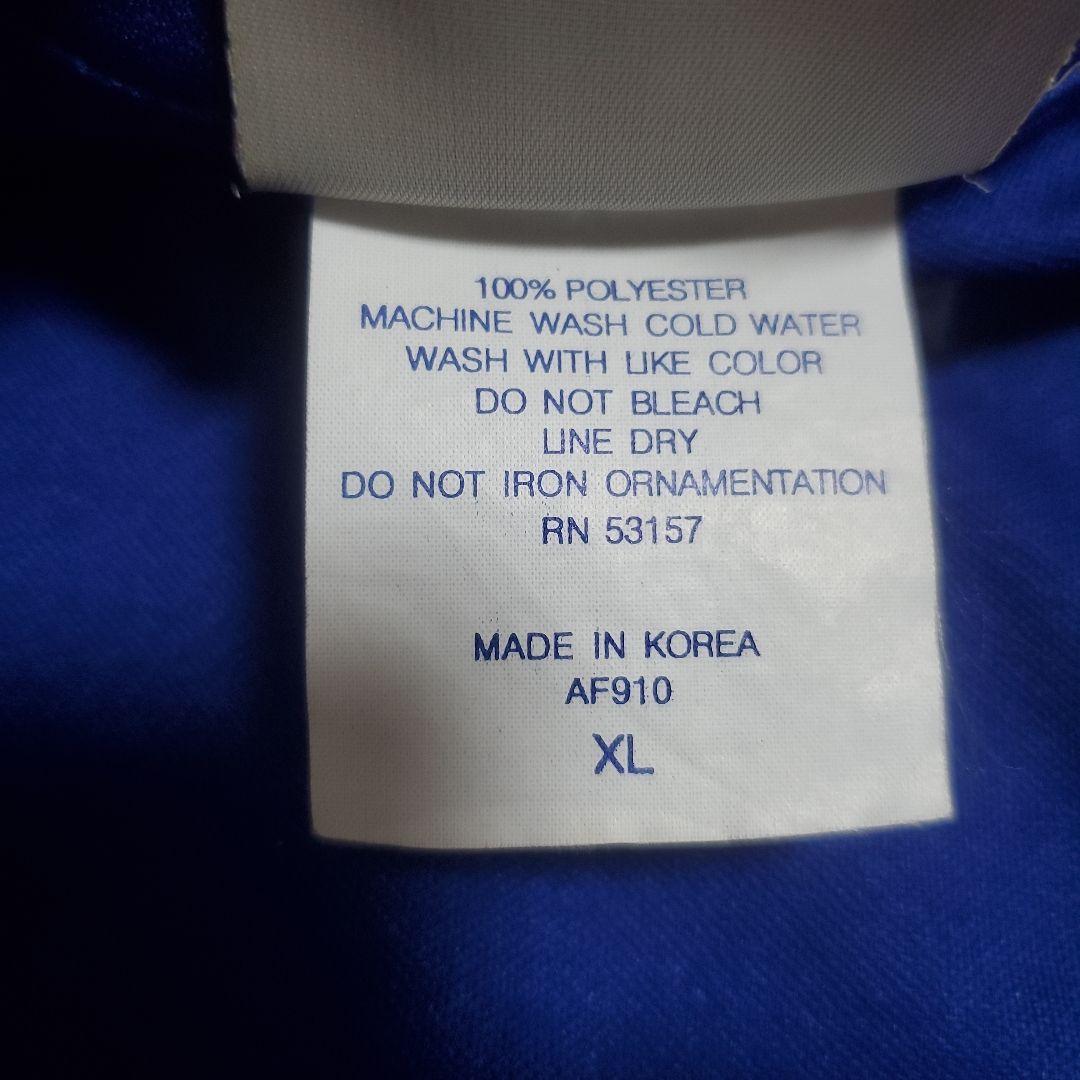 100% POLYESTER
MACHINE WASH COLD WATER
WASH WITH LIKE COLOR
DO NOT BLEACH
LINE DRY
DO NOT IRON ORNAMENTATION
RN 53157
MADE IN KOREA
AF910
XL